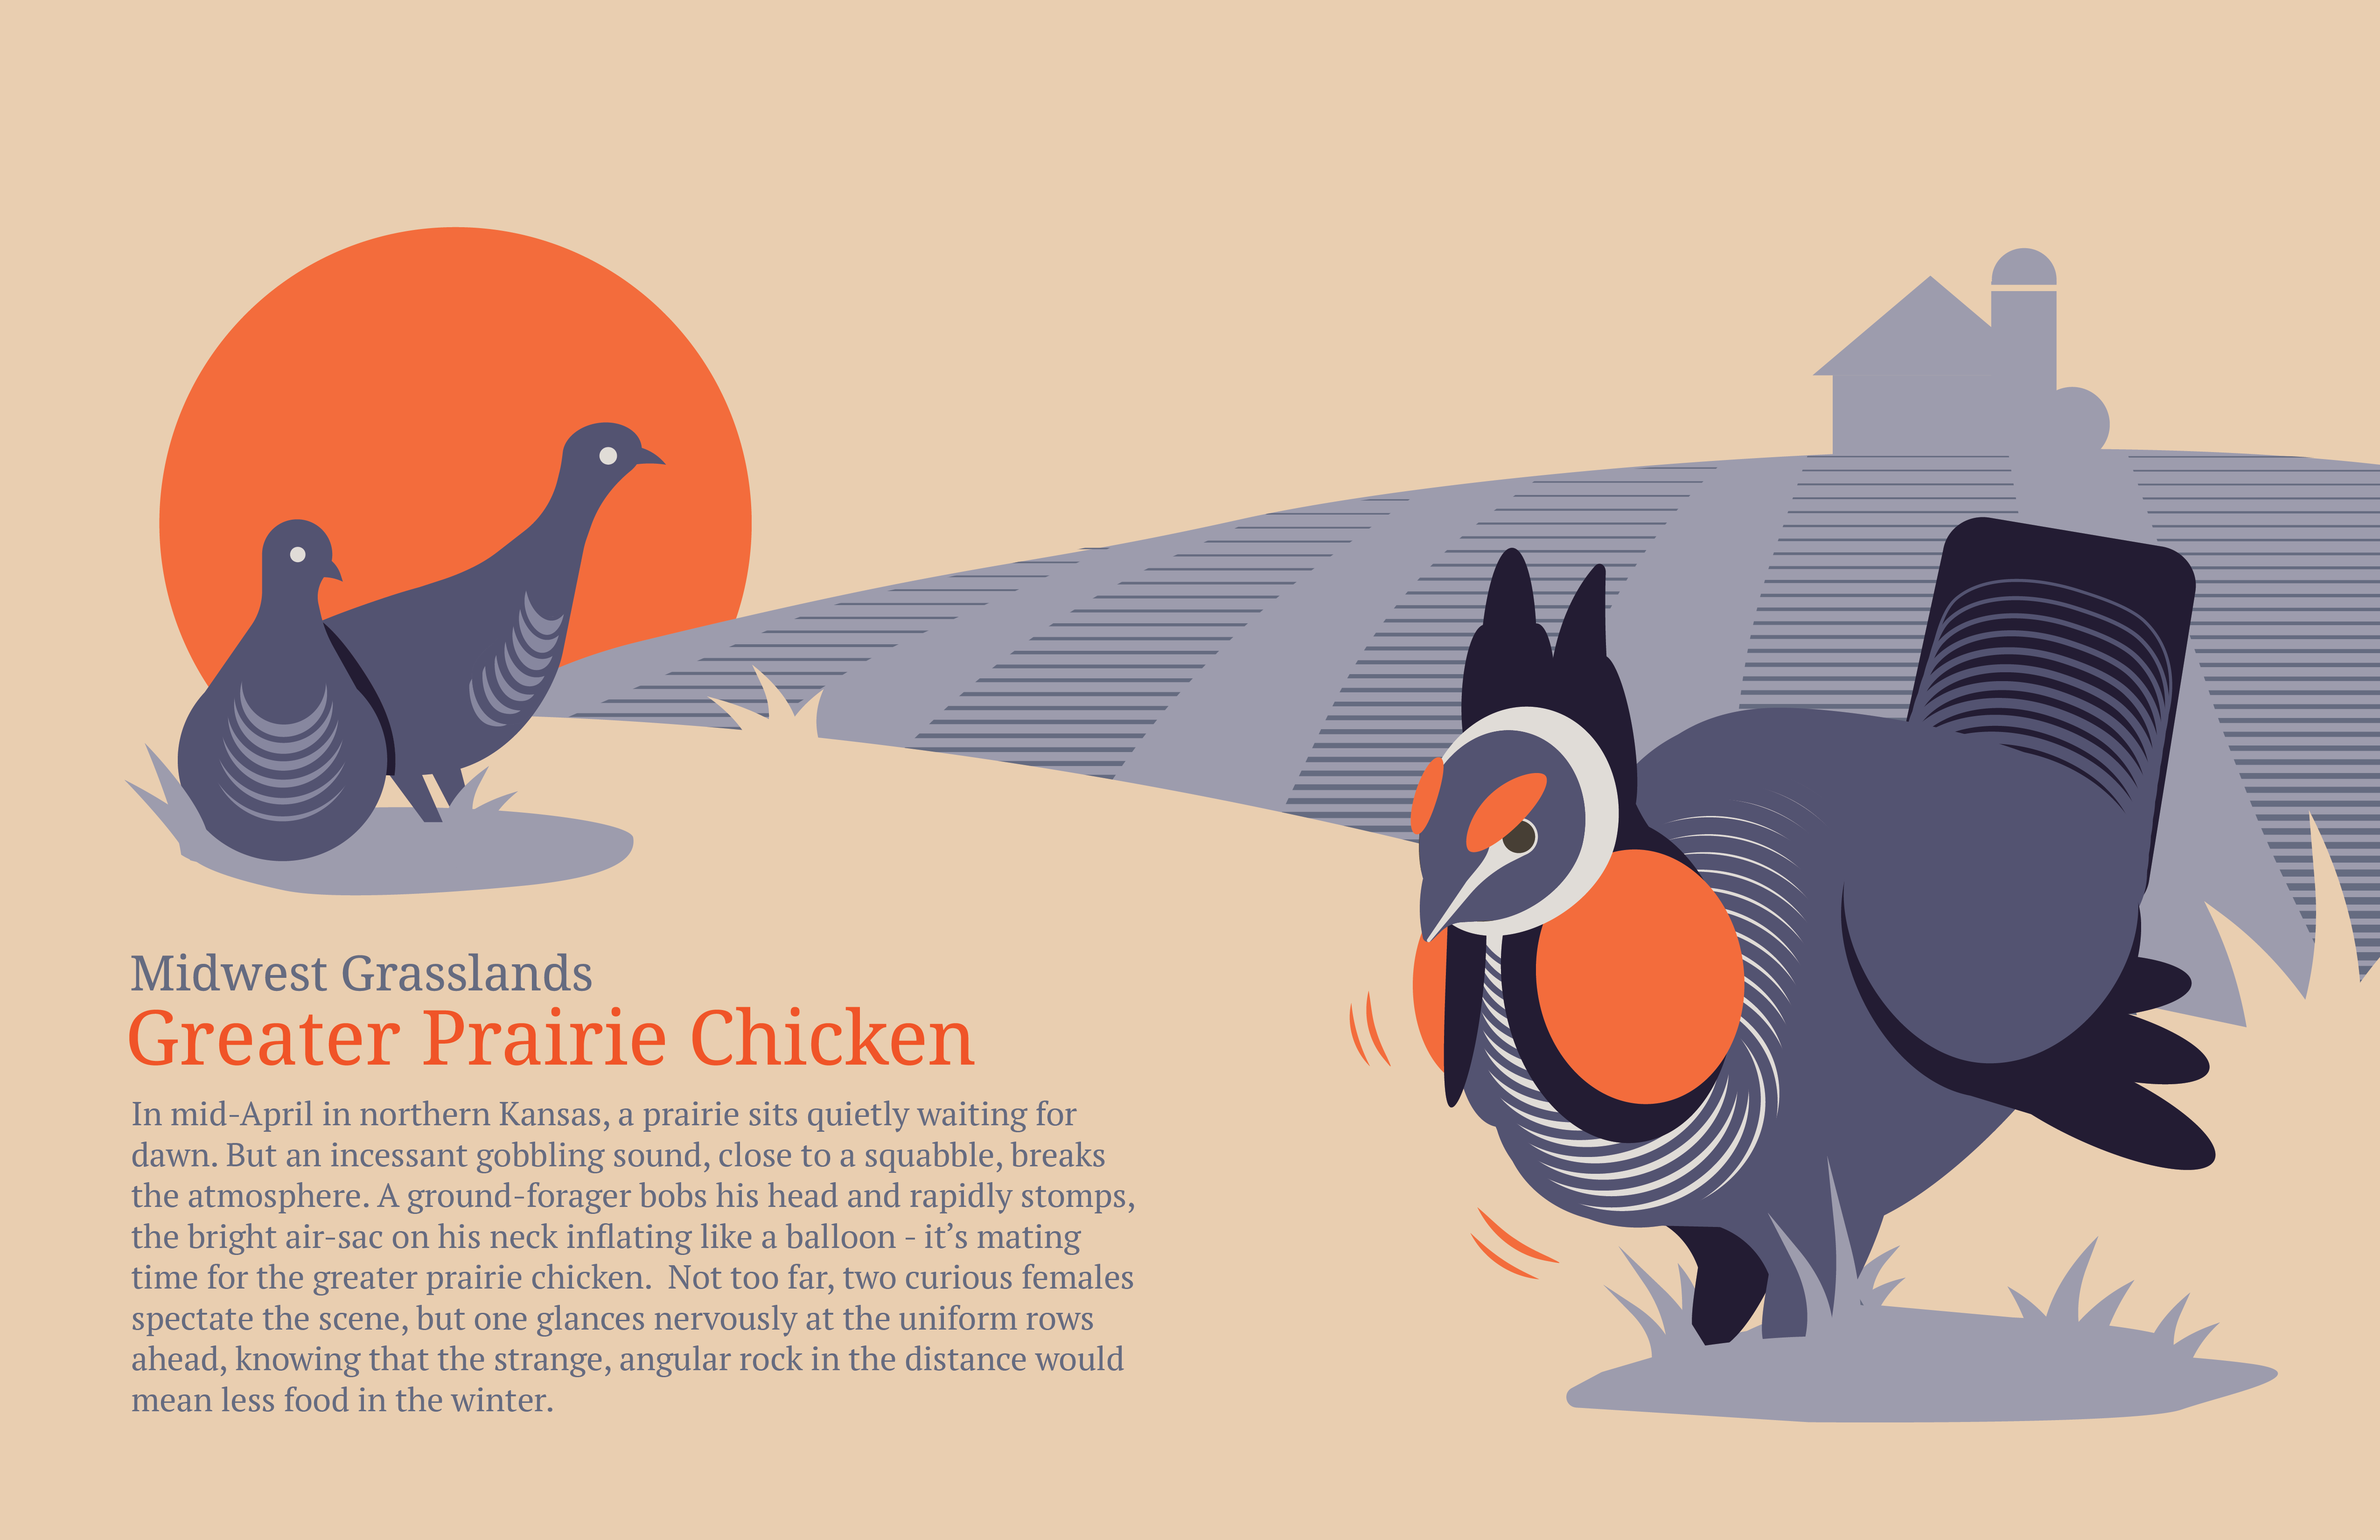 Midwest Grasslands
Greater Prairie Chicken
In mid-April in northern Kansas, a prairie sits quietly waiting for
dawn. But an incessant gobbling sound, close to a squabble, breaks
the atmosphere. A ground-forager bobs his head and rapidly stomps,
the bright air-sac on his neck inflating like a balloon - it’s mating
time for the greater prairie chicken.  Not too far, two curious females
spectate the scene, but one glances nervously at the uniform rows
ahead, knowing that the strange, angular rock in the distance would
mean less food in the winter.